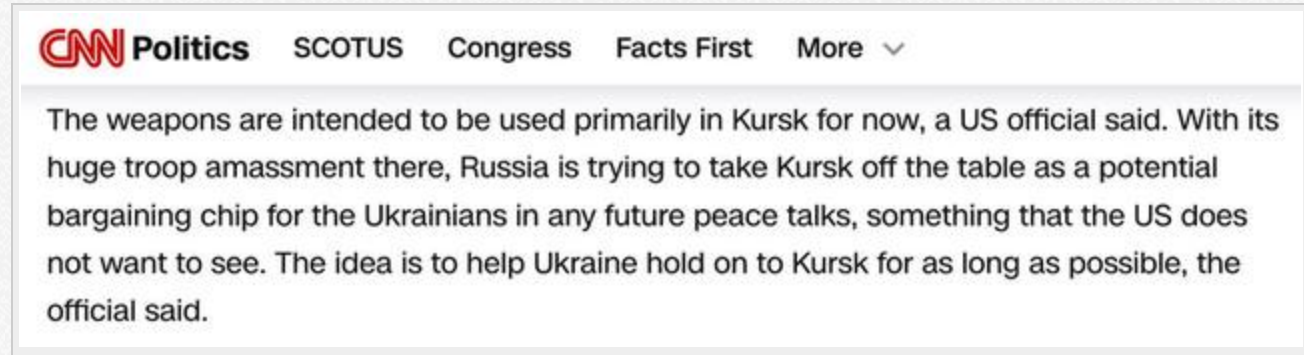 CNN Politics SCOTUS Congress Facts First More
The weapons are intended to be used primarily in Kursk for now, a US official said. With its
huge troop amassment there, Russia is trying to take Kursk off the table as a potential
bargaining chip for the Ukrainians in any future peace talks, something that the US does
not want to see. The idea is to help Ukraine hold on to Kursk for as long as possible, the
official said.